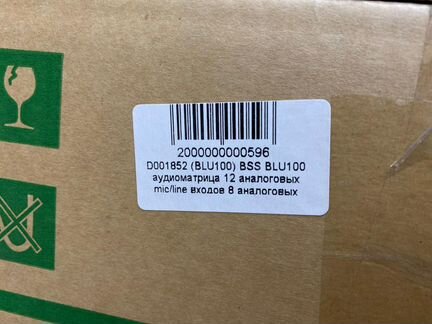 2000000000596
D001852 (BLU100) BSS BLU100
аудиоматрица 12 аналоговых
mic/line входов 8 аналоговых